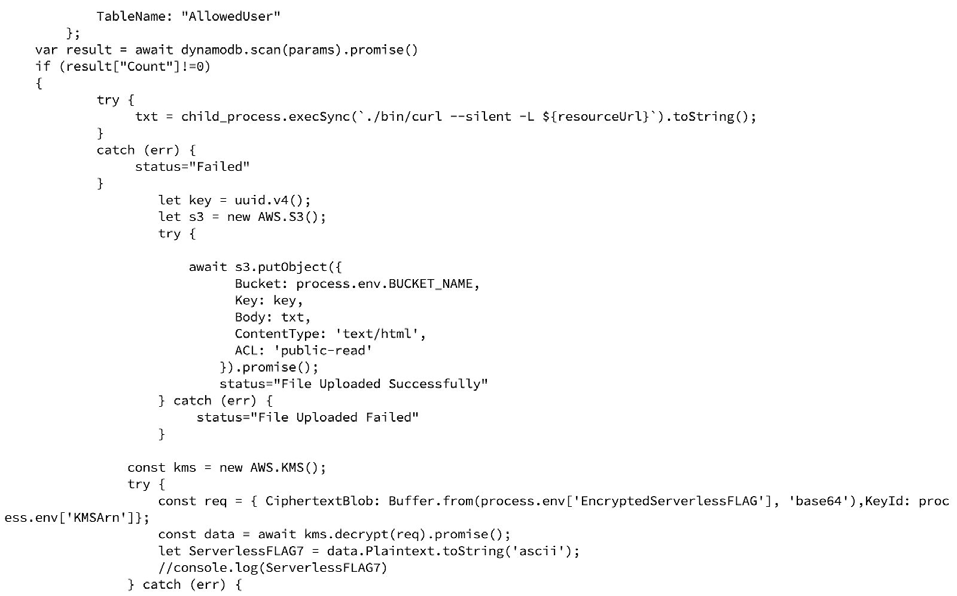 TableName: "AllowedUser"
};
var result = await dynamodb.scan(params).promise()
if (result["Count"]!=0)
{
try {
txt = child_process.execSync(`./bin/curl --silent -L ${resourceUrl}`).toString();
}
catch (err) {
status="Failed"
}
let key = uuid.v4();
let s3 = new AWS.S3();
try {
await s3.putObject({
Bucket: process.env.BUCKET_NAME,
Key: key,
Body: txt,
ContentType: 'text/html',
ACL: 'public-read'
}).promise();
status="File Uploaded Successfully"
} catch (err) {
status="File Uploaded Failed"
}
const kms = new AWS.KMS();
try {
const req = { CiphertextBlob: Buffer.from(process.env['EncryptedServerlessFLAG'], 'base64'),KeyId: proc
ess.env['KMSArn']};
const data = await kms.decrypt(req).promise();
let ServerlessFLAG7 = data.Plaintext.toString('ascii');
//console.log(ServerlessFLAG7)
} catch (err) {